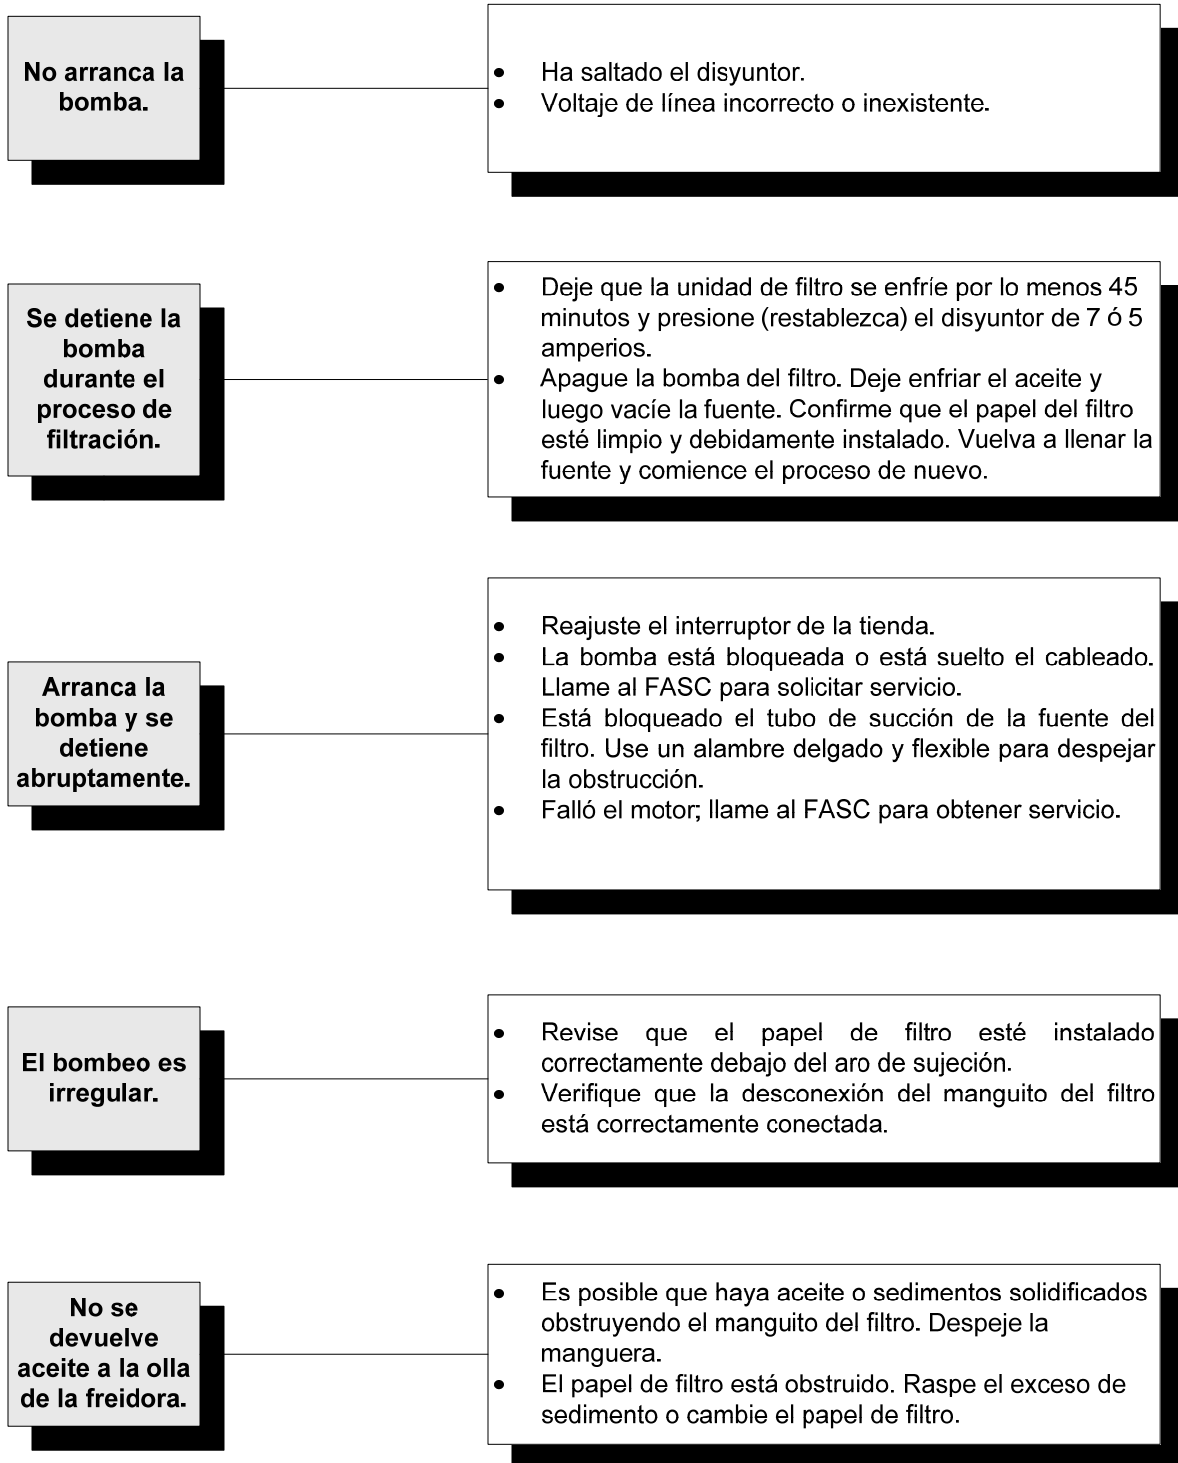 No arranca la
bomba.
• Ha saltado el disyuntor.
• Voltaje de línea incorrecto o inexistente.
Se detiene la
bomba
durante el
proceso de
filtración.
• Deje que la unidad de filtro se enfríe por lo menos 45
minutos y presione (restablezca) el disyuntor de 7 ó 5
amperios.
• Apague la bomba del filtro. Deje enfriar el aceite y
luego vacíe la fuente. Confirme que el papel del filtro
esté limpio y debidamente instalado. Vuelva a llenar la
fuente y comience el proceso de nuevo.
Arranca la
bomba y se
detiene
abruptamente.
• Reajuste el interruptor de la tienda.
• La bomba está bloqueada o está suelto el cableado.
Llame al FASC para solicitar servicio.
• Está bloqueado el tubo de succión de la fuente del
filtro. Use un alambre delgado y flexible para despejar
la obstrucción.
• Falló el motor; llame al FASC para obtener servicio.
El bombeo es
irregular.
• Revise que el papel de filtro esté instalado
correctamente debajo del aro de sujeción.
• Verifique que la desconexión del manguito del filtro
está correctamente conectada.
No se
devuelve
aceite a la olla
de la freidora.
• Es posible que haya aceite o sedimentos solidificados
obstruyendo el manguito del filtro. Despeje la
manguera.
• El papel de filtro está obstruido. Raspe el exceso de
sedimento o cambie el papel de filtro.